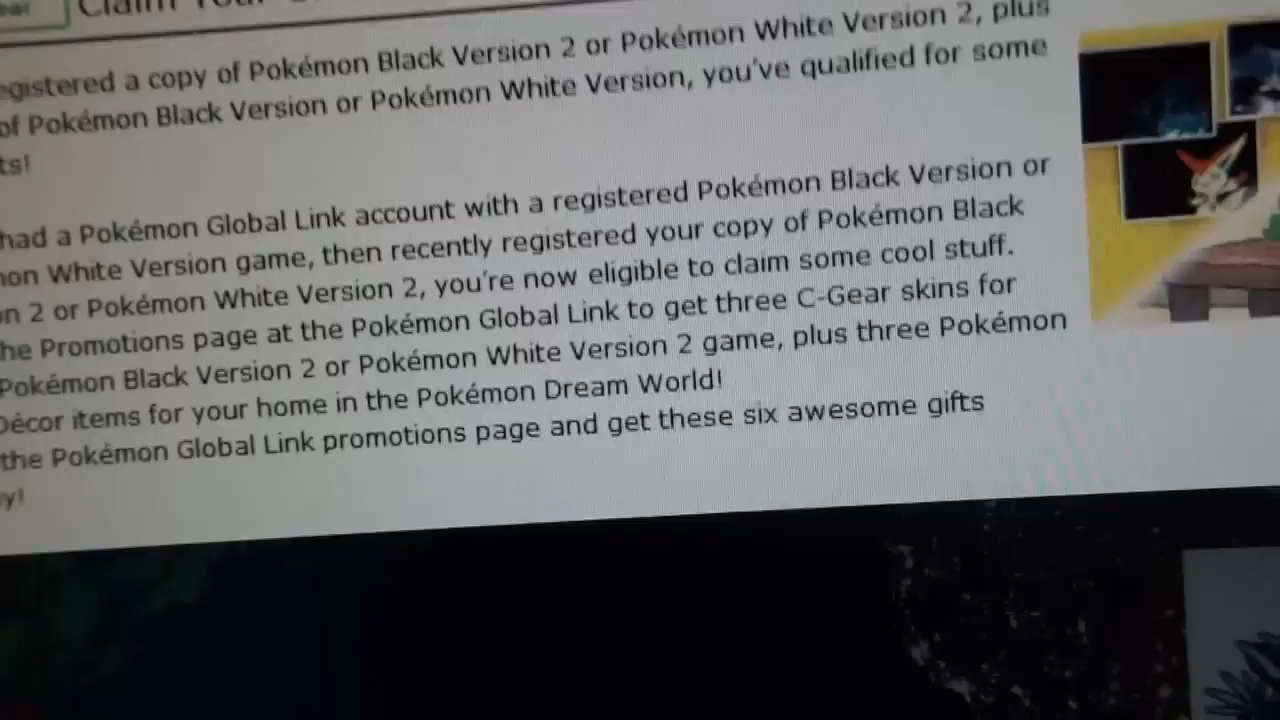 Claim Your
egistered a copy of Pokémon Black Version 2 or Pokémon White Version 2, plus
of Pokémon Black Version or Pokémon White Version, you've qualified for some
ts!
had a Pokémon Global Link account with a registered Pokémon Black Version or
on White Version game, then recently registered your copy of Pokémon Black
n 2 or Pokémon White Version 2, you're now eligible to claim some cool stuff.
he Promotions page at the Pokémon Global Link to get three C-Gear skins for
Pokémon Black Version 2 or Pokémon White Version 2 game, plus three Pokémon
Décor items for your home in the Pokémon Dream World!
the Pokémon Global Link promotions page and get these six awesome gifts
y!